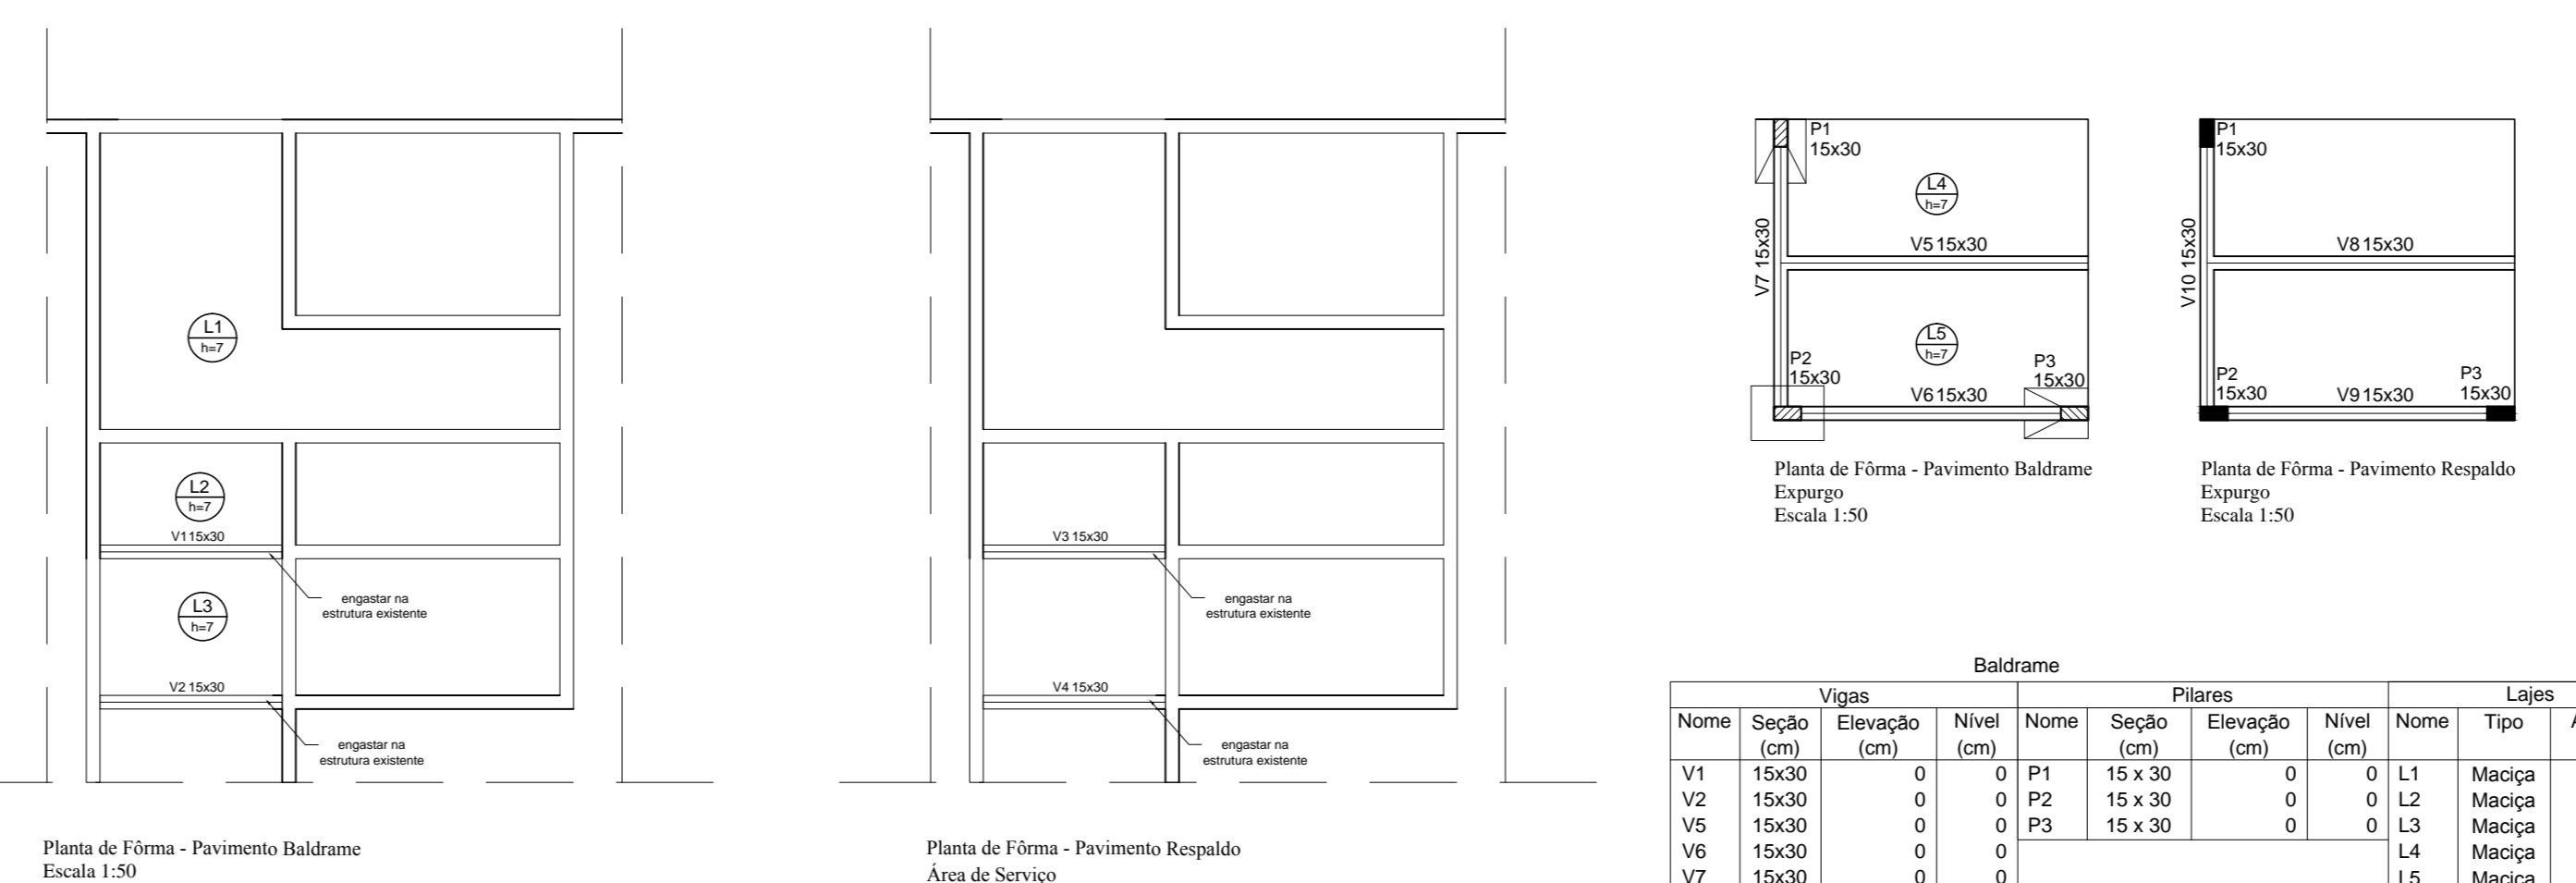 L1
h=7
L2
h=7
V1 15x30
engastar na
estrutura existente
L3
h=7
V2 15x30
engastar na
estrutura existente
Planta de Fôrma - Pavimento Baldrame
Escala 1:50
V3 15x30
engastar na
estrutura existente
V4 15x30
engastar na
estrutura existente
Planta de Fôrma - Pavimento Respaldo
Área de Serviço
P1
15x30
L4
h=7
V7 15x30
V5 15x30
L5
h=7
P2
15x30
P3
15x30
V6 15x30
Planta de Fôrma - Pavimento Baldrame
Expurgo
Escala 1:50
P1
15x30
V10 15x30
V8 15x30
P2
15x30
V9 15x30
P3
15x30
Planta de Fôrma - Pavimento Respaldo
Expurgo
Escala 1:50
Baldrame
Vigas Pilares Lajes
Nome Seção Elevação Nível Nome Seção Elevação Nível Nome Tipo
(cm) (cm) (cm) (cm) (cm) (cm)
V1 15x30 0 0 P1 15 x 30 0 0 L1 Maciça
V2 15x30 0 0 P2 15 x 30 0 0 L2 Maciça
V5 15x30 0 0 P3 15 x 30 0 0 L3 Maciça
V6 15x30 0 0 L4 Maciça
V7 15x30 0 0 L5 Maciça